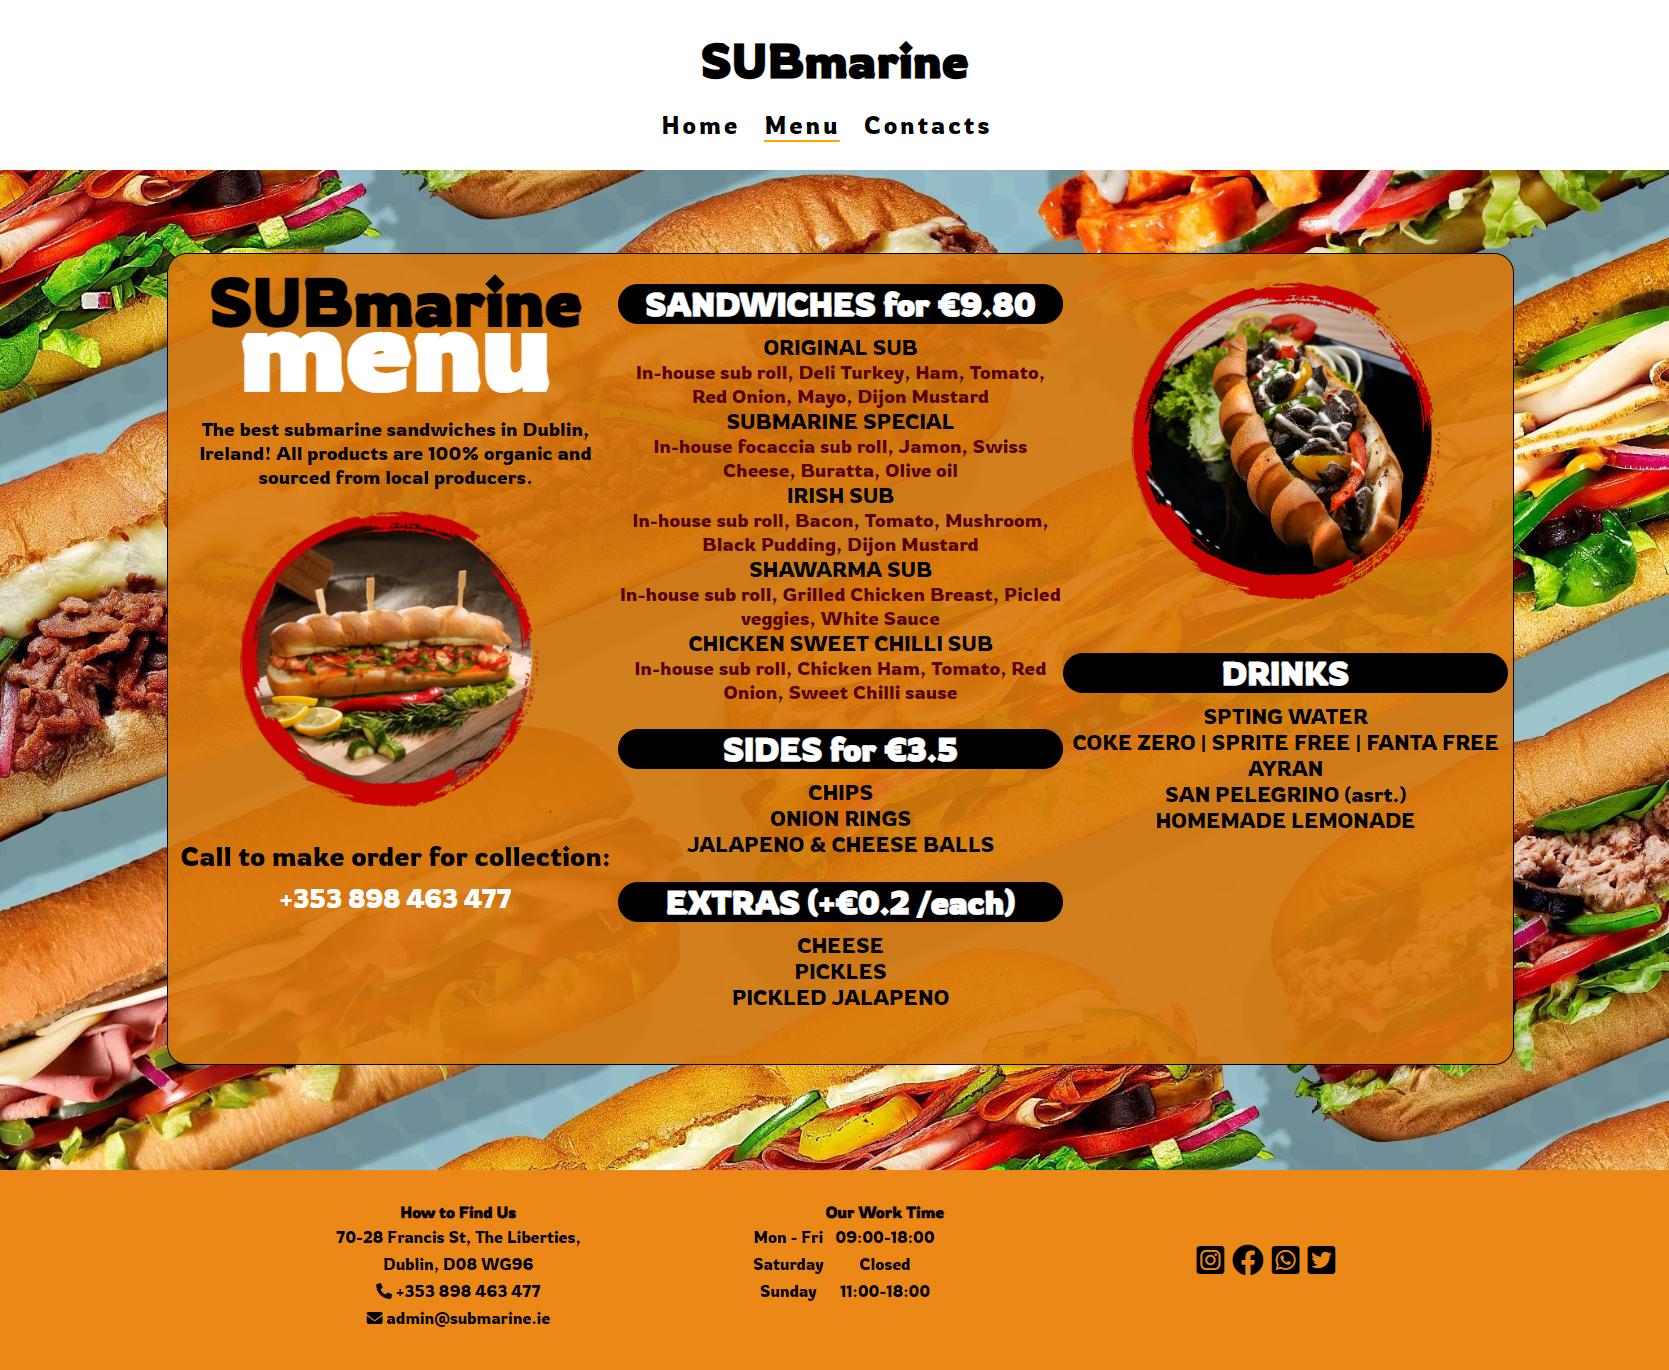 SUBmarine
Home Menu Contacts
SUBmarine
menu
The best submarine sandwiches in Dublin,
Ireland! All products are 100% organic and
sourced from local producers.
Call to make order for collection:
+353 898 463 477
SANDWICHES for €9.80
ORIGINAL SUB
In-house sub roll, Deli Turkey, Ham, Tomato,
Red Onion, Mayo, Dijon Mustard
SUBMARINE SPECIAL
In-house focaccia sub roll, Jamon, Swiss
Cheese, Buratta, Olive oil
IRISH SUB
In-house sub roll, Bacon, Tomato, Mushroom,
Black Pudding, Dijon Mustard
SHAWARMA SUB
In-house sub roll, Grilled Chicken Breast, Picled
veggies, White Sauce
CHICKEN SWEET CHILLI SUB
In-house sub roll, Chicken Ham, Tomato, Red
Onion, Sweet Chilli sause
SIDES for €3.5
CHIPS
ONION RINGS
JALAPENO & CHEESE BALLS
EXTRAS (+€0.2 /each)
CHEESE
PICKLES
PICKLED JALAPENO
DRINKS
SPTING WATER
COKE ZERO | SPRITE FREE | FANTA FREE
AYRAN
SAN PELEGRINO (asrt.)
HOMEMADE LEMONADE
How to Find Us
70-28 Francis St, The Liberties,
Dublin, D08 WG96
+353 898 463 477
admin@submarine.ie
Our Work Time
Mon - Fri 09:00-18:00
Saturday Closed
Sunday 11:00-18:00